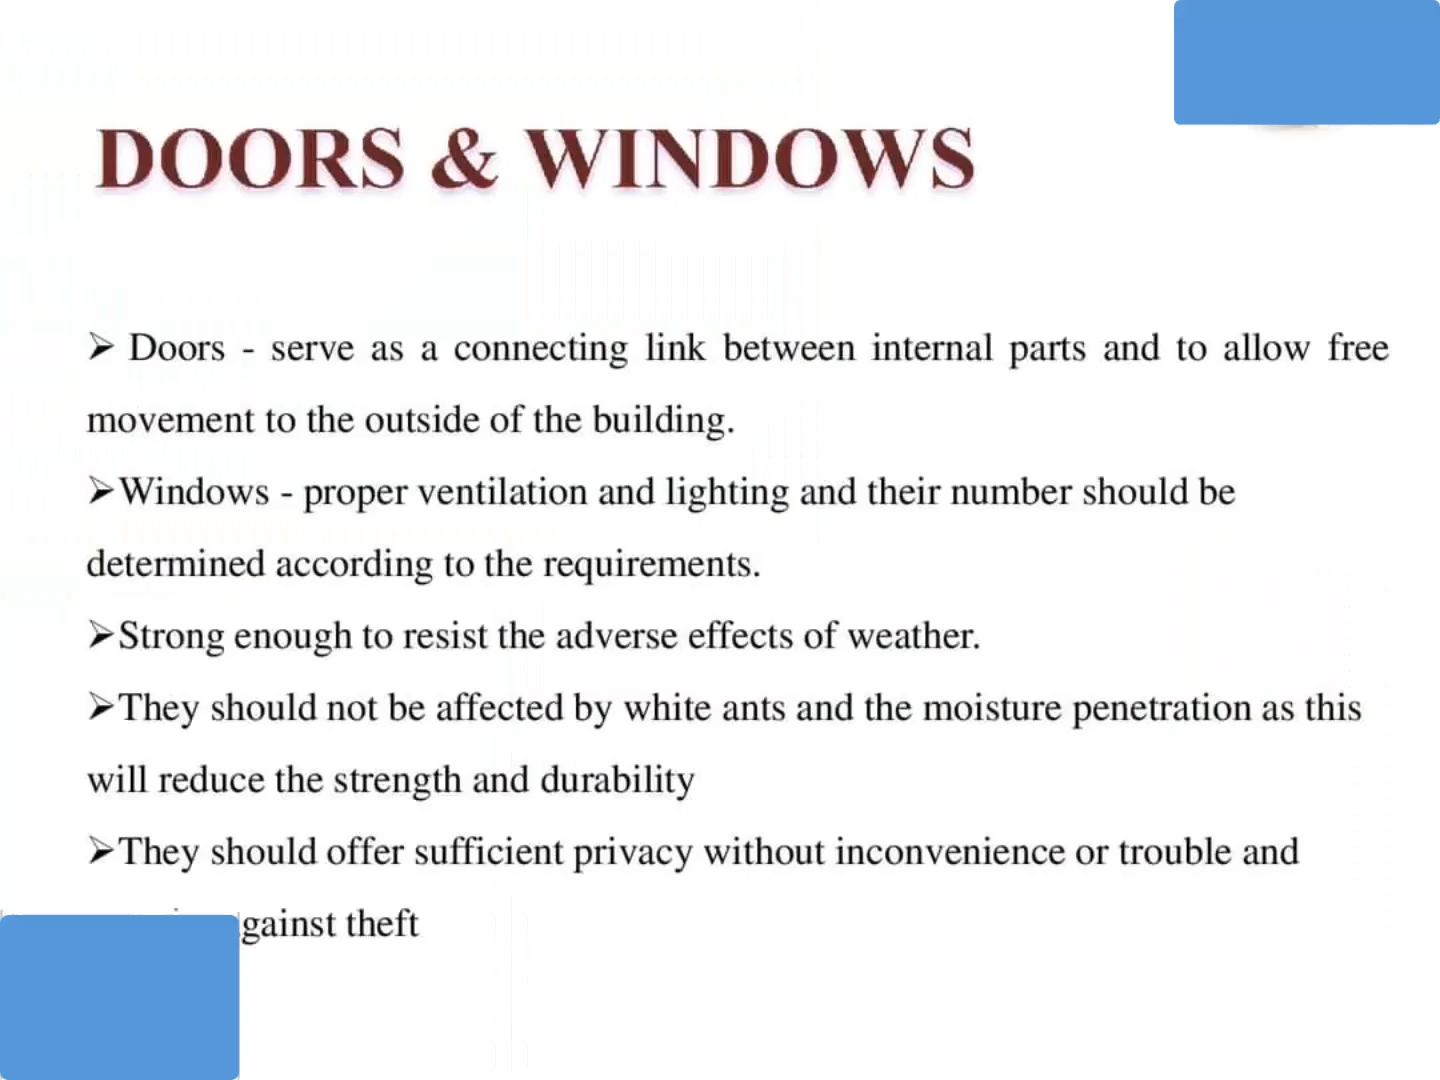 DOORS & WINDOWS
➢ Doors - serve as a connecting link between internal parts and to allow free
movement to the outside of the building.
➢Windows - proper ventilation and lighting and their number should be
determined according to the requirements.
➢Strong enough to resist the adverse effects of weather.
➢They should not be affected by white ants and the moisture penetration as this
will reduce the strength and durability
➢They should offer sufficient privacy without inconvenience or trouble and
theft